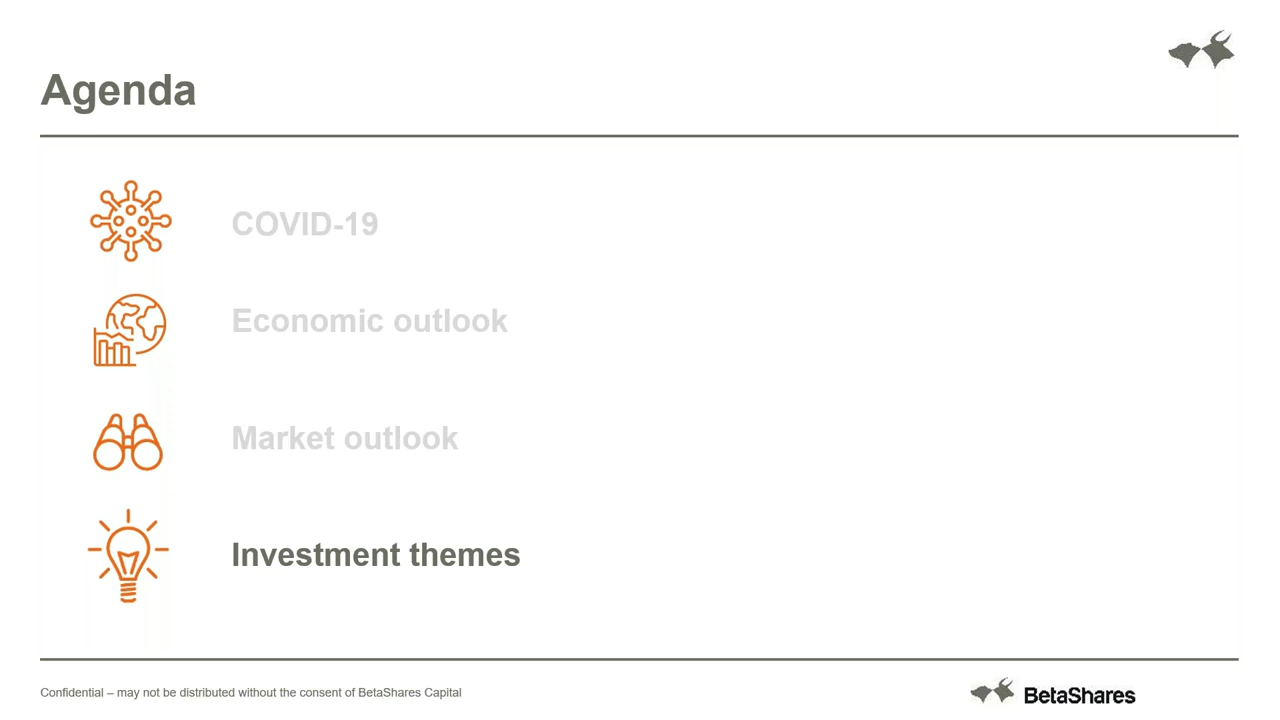 Agenda
COVID-19
Economic outlook
Market outlook
Investment themes
Confidential – may not be distributed without the consent of BetaShares Capital
BetaShares